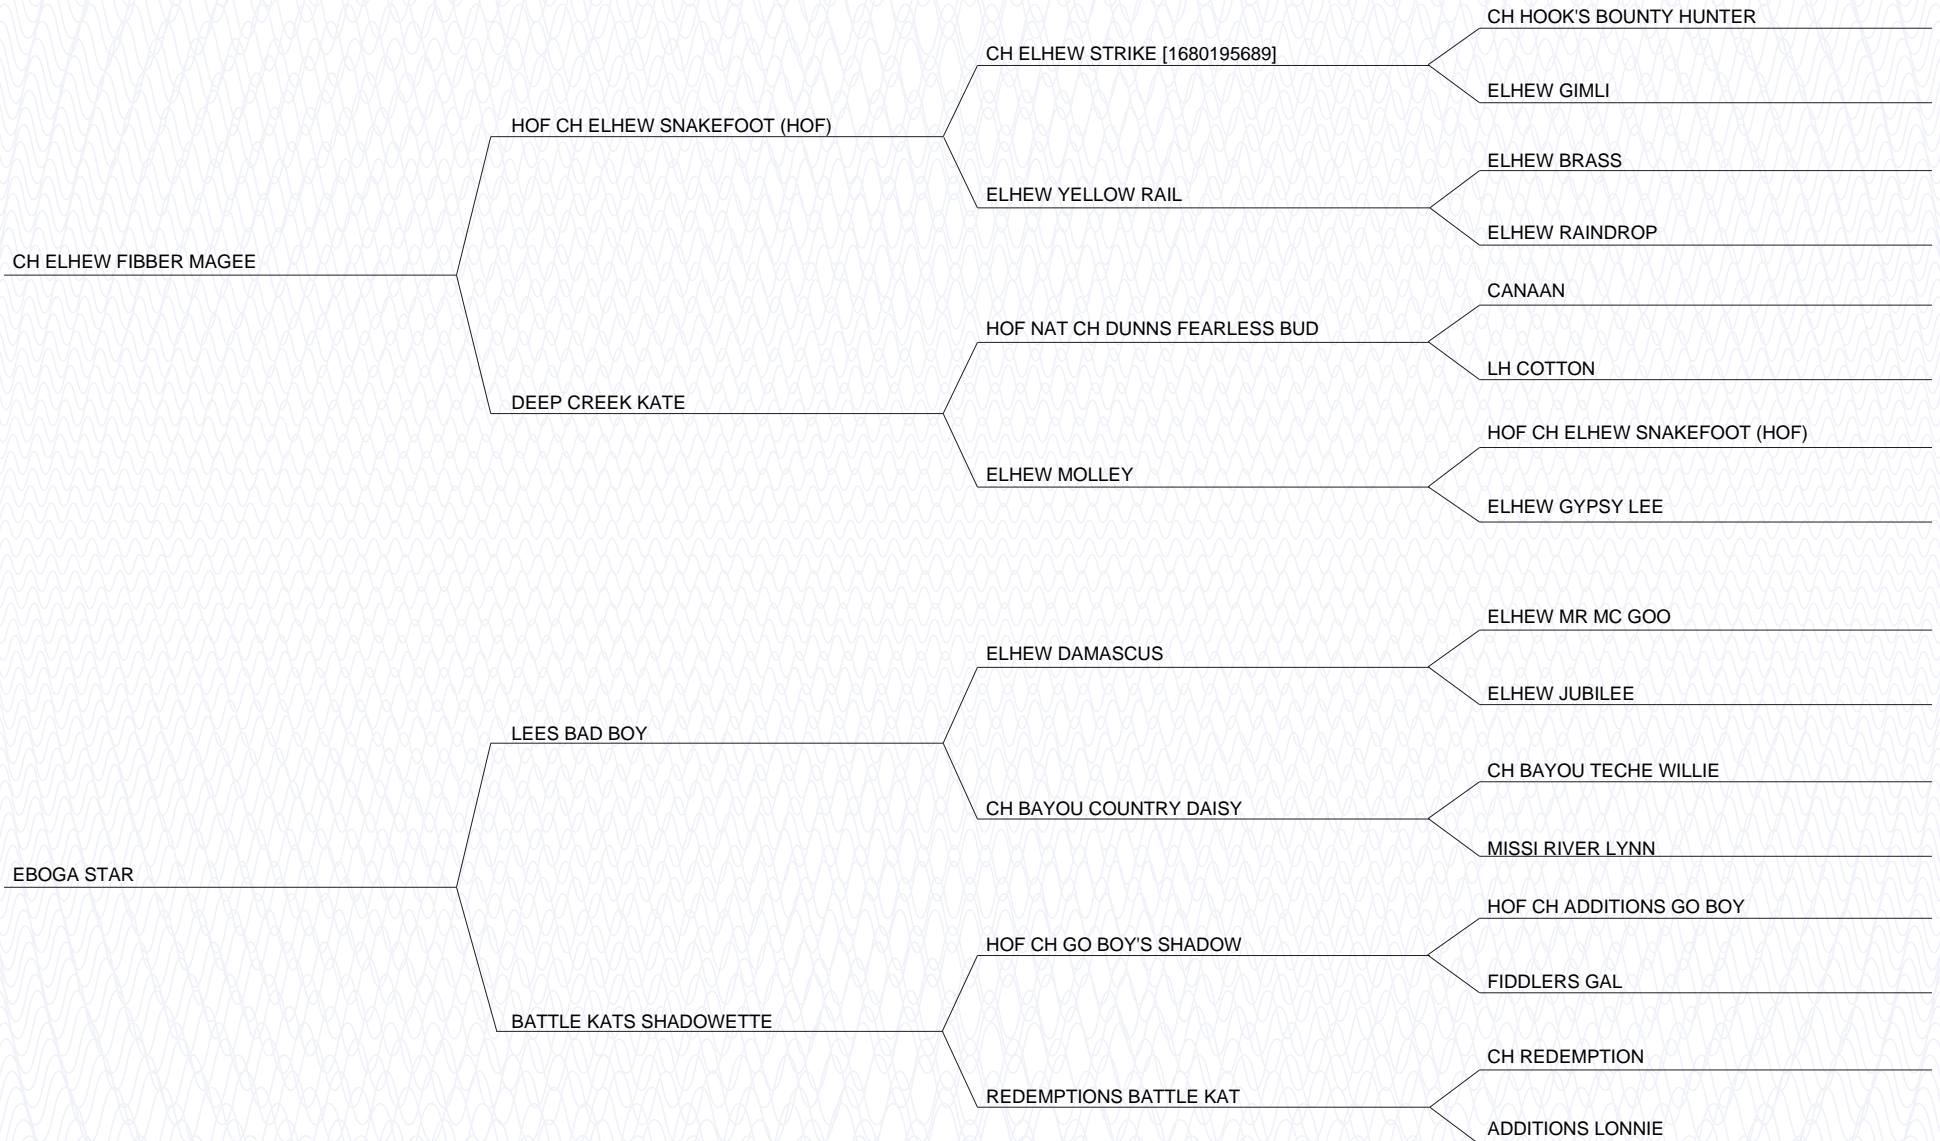 CH HOOK'S BOUNTY HUNTER
CH ELHEW STRIKE [1680195689]
ELHEW GIMLI
HOF CH ELHEW SNAKEFOOT (HOF)
ELHEW BRASS
ELHEW YELLOW RAIL
ELHEW RAINDROP
CH ELHEW FIBBER MAGEE
CANAAN
HOF NAT CH DUNNS FEARLESS BUD
LH COTTON
DEEP CREEK KATE
HOF CH ELHEW SNAKEFOOT (HOF)
ELHEW MOLLEY
ELHEW GYPSY LEE
ELHEW MR MC GOO
ELHEW DAMASCUS
ELHEW JUBILEE
LEES BAD BOY
CH BAYOU TECHE WILLIE
CH BAYOU COUNTRY DAISY
MISSI RIVER LYNN
EBOGA STAR
HOF CH ADDITIONS GO BOY
HOF CH GO BOY'S SHADOW
FIDDLERS GAL
BATTLE KATS SHADOWETTE
CH REDEMPTION
REDEMPTIONS BATTLE KAT
ADDITIONS LONNIE